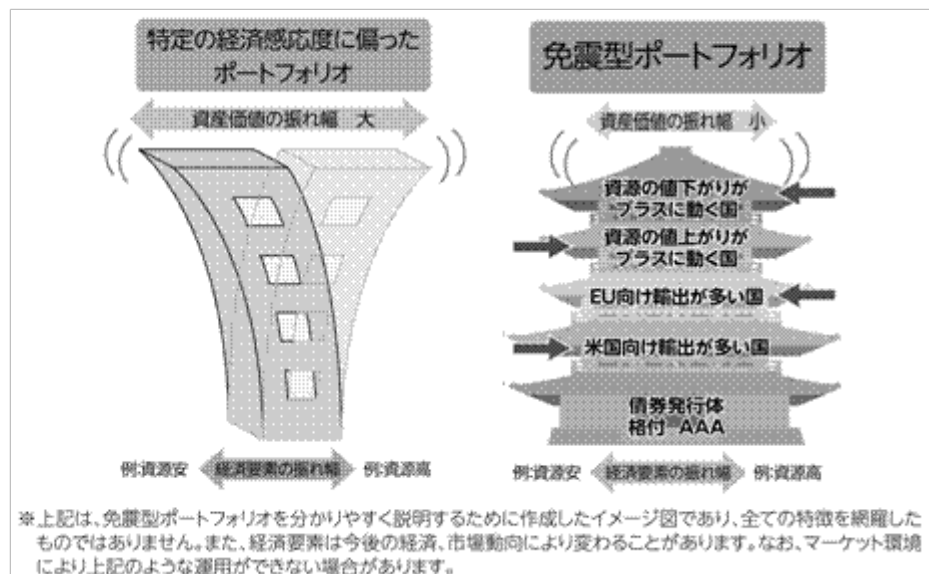 特定の経済感応度に偏った
ポートフォリオ
資産価値の振れ幅 大
例:資源安
経済要素の振れ幅
例:資源高
免震型ポートフォリオ
資産価値の振れ幅 小
資源の値下がりが
プラスに動く国
資源の値上がりが
プラスに動く国
EU向け輸出が多い国
米国向け輸出が多い国
債券発行体
格付 AAA
例:資源安
経済要素の振れ幅
例:資源高
※上記は、免震型ポートフォリオを分かりやすく説明するために作成したイメージ図であり、全ての特徴を網羅した
ものではありません。また、経済要素は今後の経済、市場動向により変わることがあります。なお、マーケット環境
により上記のような運用ができない場合があります。